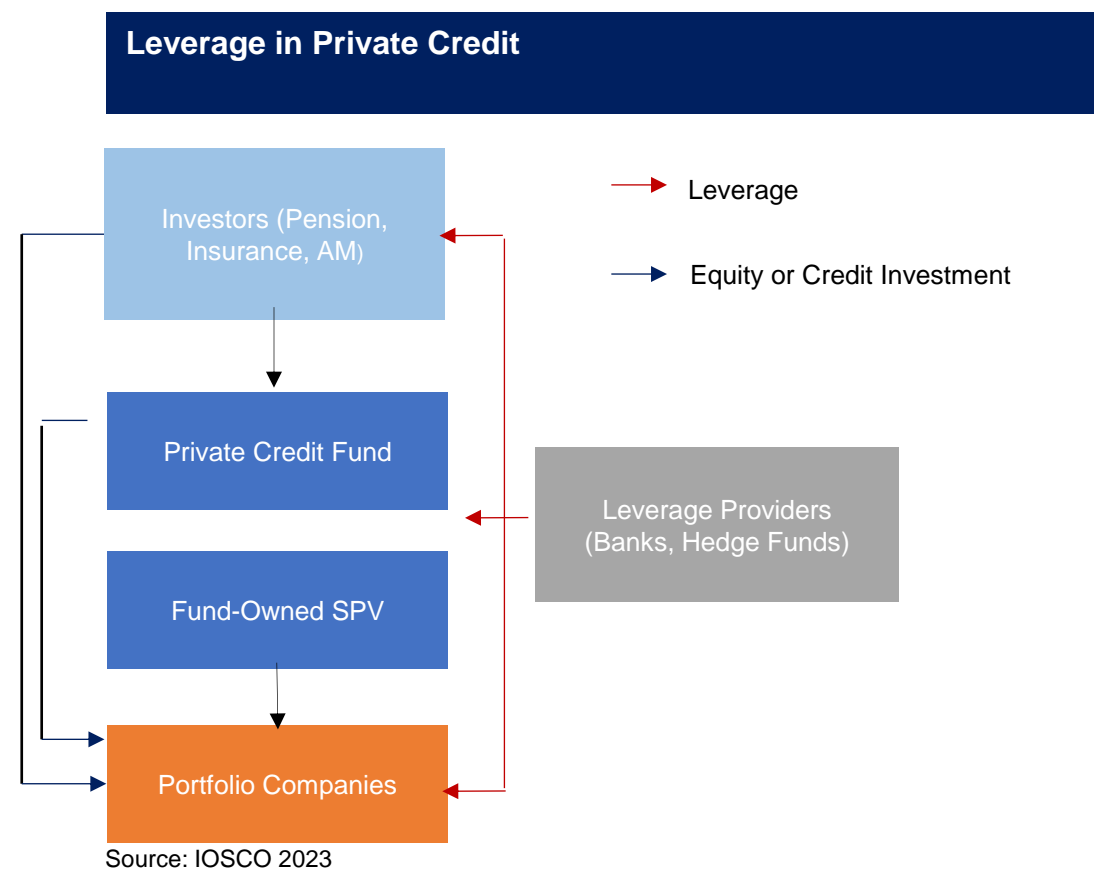 Leverage in Private Credit
Investors (Pension,
Insurance, AM)
Leverage
Equity or Credit Investment
Private Credit Fund
Leverage Providers
(Banks, Hedge Funds)
Fund-Owned SPV
Portfolio Companies
Source: IOSCO 2023